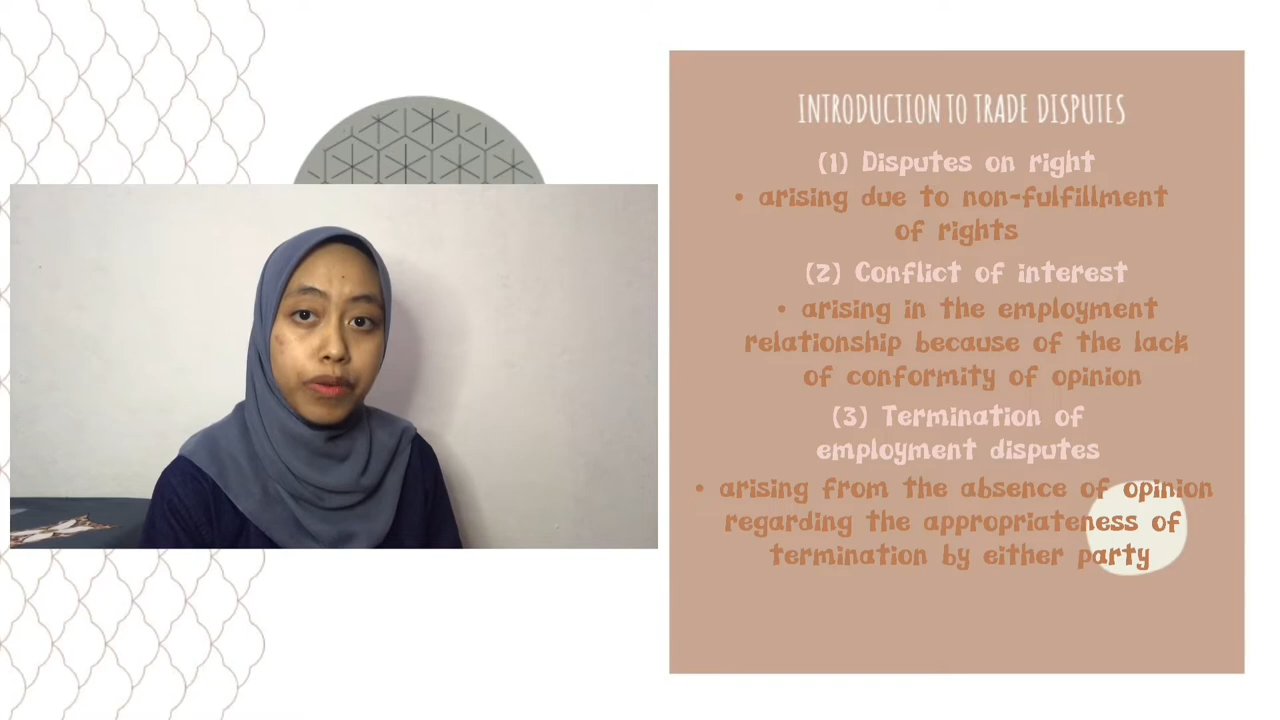 INTRODUCTION TO TRADE DISPUTES
(1) Disputes on right
• arising due to non-fulfillment
of rights
(2) Conflict of interest
• arising in the employment
relationship because of the lack
of conformity of opinion
(3) Termination of
employment disputes
• arising from the absence of opinion
regarding the appropriateness of
termination by either party